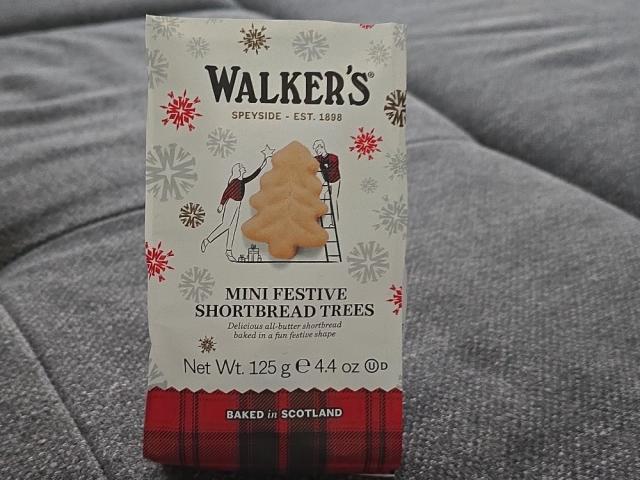 WALKER'S®
SPEYSIDE - EST. 1898
MINI FESTIVE
SHORTBREAD TREES
Delicious all-butter shortbread
baked in a fun festive shape
Net Wt. 125 g ℮ 4.4 oz Ⓤ D
BAKED in SCOTLAND